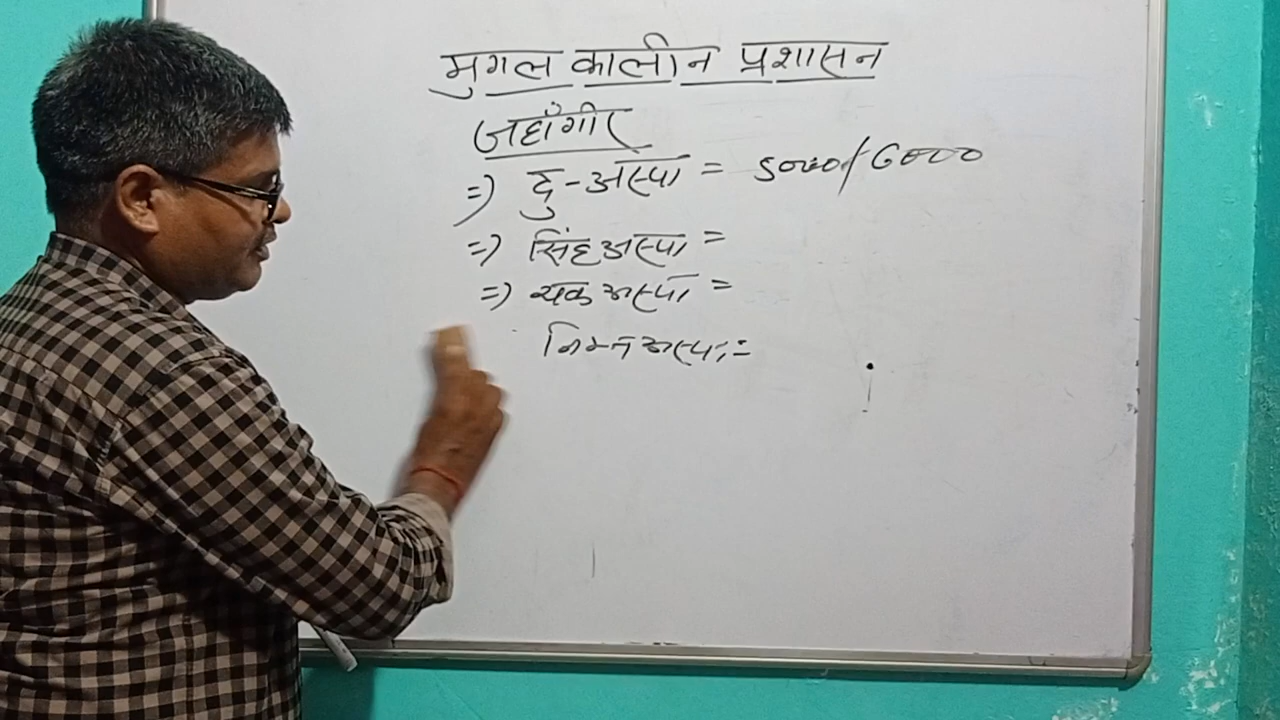 मुगल कालीन प्रशासन
जहाँगीर
=) दु-अस्पा = 5000/6000
=) सिंह अस्पा =
=) यक अस्पा =
निम्न अस्पा =